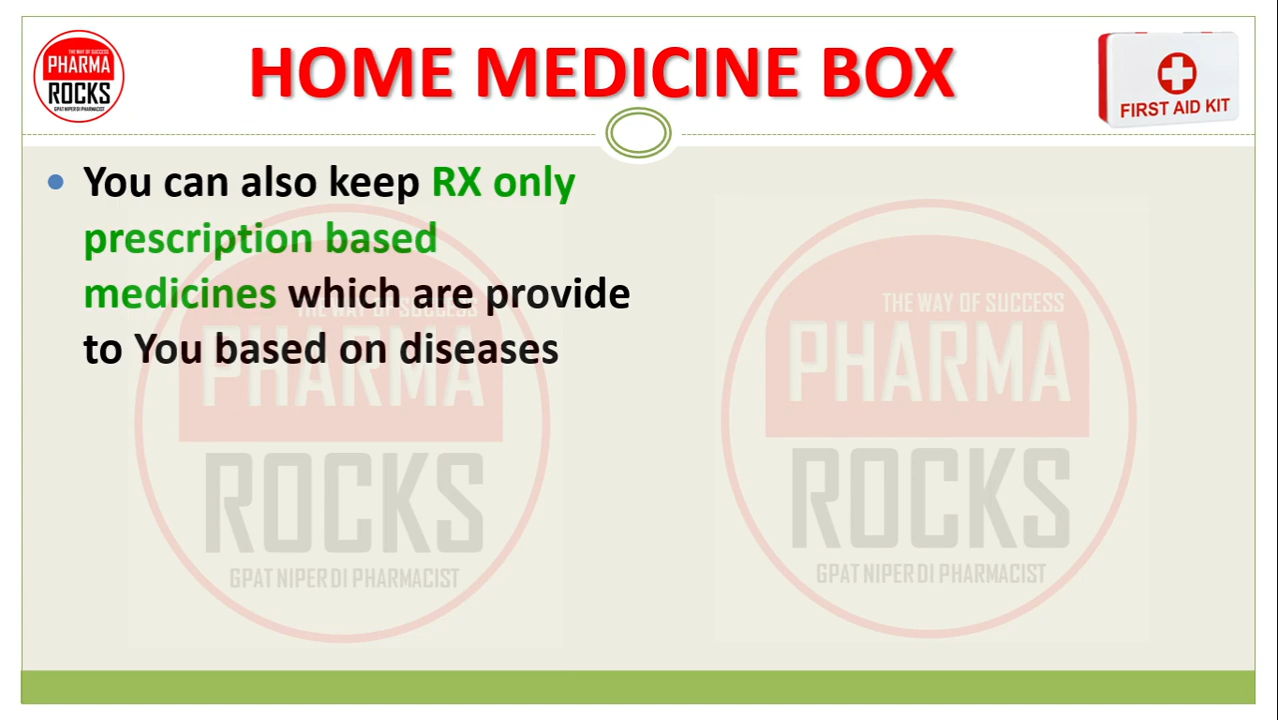 THE WAY OF SUCCESS
PHARMA
ROCKS
GPAT NIPER DI PHARMACIST
HOME MEDICINE BOX
FIRST AID KIT
You can also keep RX only
prescription based
medicines which are provide
to You based on diseases
THE WAY OF SUCCESS
PHARMA
ROCKS
GPAT NIPER DI PHARMACIST
THE WAY OF SUCCESS
PHARMA
ROCKS
GPAT NIPER DI PHARMACIST